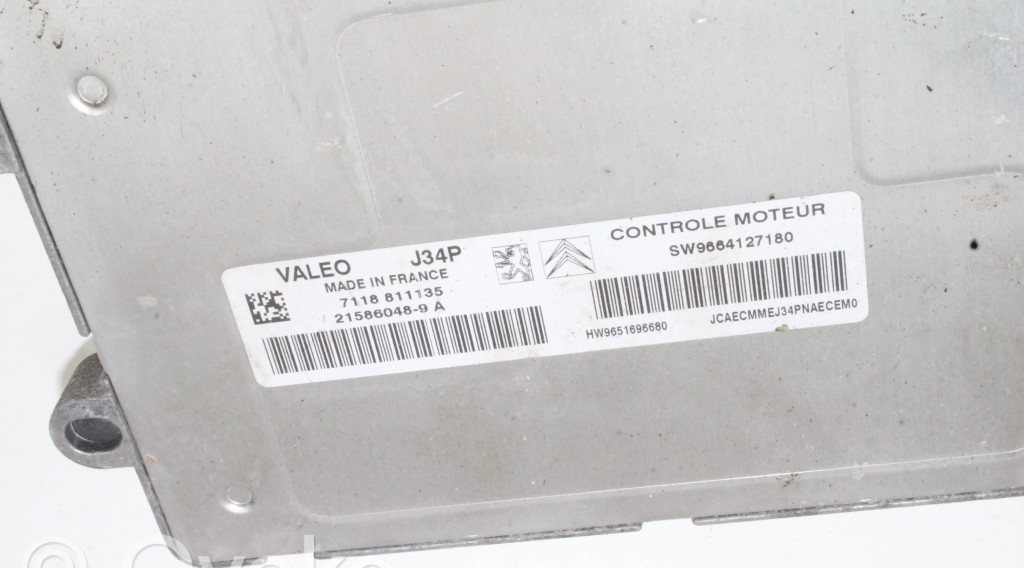 VALEO J34P
MADE IN FRANCE
7118 811135
21586048-9 A
CONTROLE MOTEUR
SW9664127180
HW9651696680 JCAECMMEJ34PNAECEM0